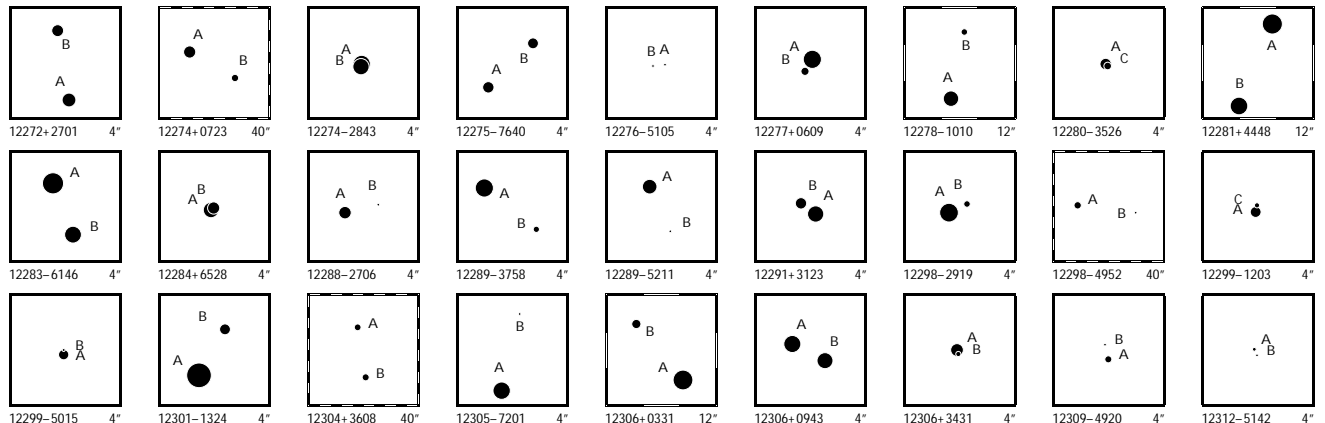 B
A
12272+2701 4"
A
B
12274+0723 40"
A
B
12274−2843 4"
B
A
12275−7640 4"
B A
12276−5105 4"
A
B
12277+0609 4"
B
A
12278−1010 12"
A
C
12280−3526 4"
A
B
12281+4448 12"
A
B
12283−6146 4"
B
A
12284+6528 4"
B
A
12288−2706 4"
A
B
12289−3758 4"
A
B
12289−5211 4"
B
A
12291+3123 4"
A B
12298−2919 4"
A
B
12298−4952 40"
C
A
12299−1203 4"
B
A
12299−5015 4"
B
A
12301−1324 4"
A
B
12304+3608 40"
B
A
12305−7201 4"
B
A
12306+0331 12"
A
B
12306+0943 4"
A
B
12306+3431 4"
B
A
12309−4920 4"
A
B
12312−5142 4"